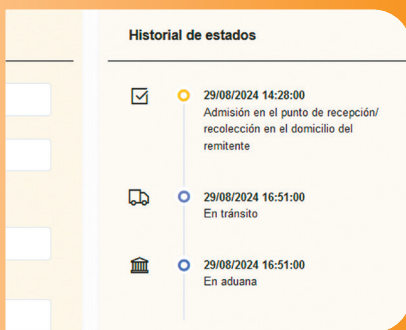 Historial de estados
29/08/2024 14:28:00
Admisión en el punto de recepción/
recolección en el domicilio del
remitente
29/08/2024 16:51:00
En tránsito
29/08/2024 16:51:00
En aduana